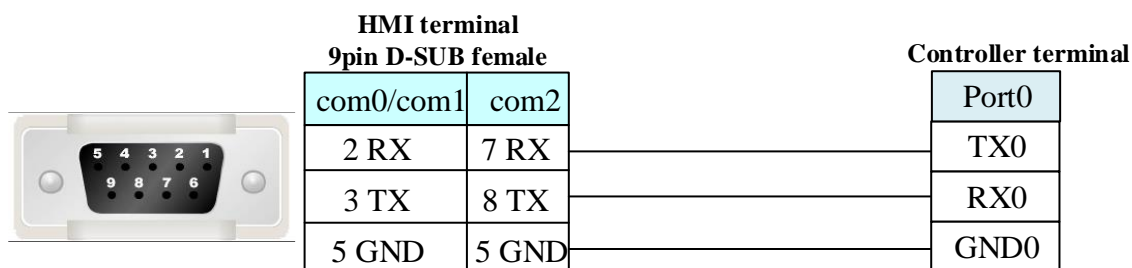 HMI terminal
9pin D-SUB female
Controller terminal
com0/com1 com2 Port0
5 4 3 2 1
9 8 7 6
2 RX 7 RX TX0
3 TX 8 TX RX0
5 GND 5 GND GND0